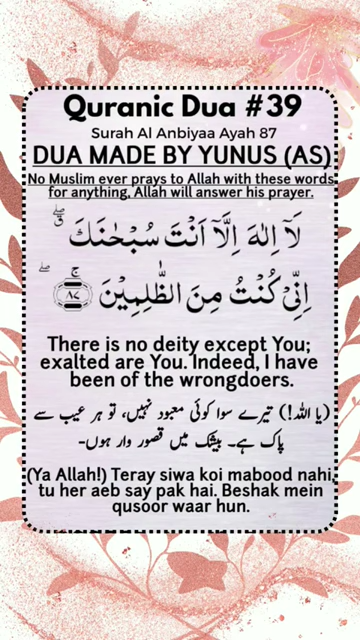 Quranic Dua #39
Surah Al Anbiyaa Ayah 87
DUA MADE BY YUNUS (AS)
No Muslim ever prays to Allah with these words
for anything, Allah will answer his prayer.
لَاۤ اِلٰهَ اِلَّاۤ اَنْتَ سُبْحٰنَكَ
اِنِّیْ كُنْتُ مِنَ الظّٰلِمِیْنَ ۸۷
There is no deity except You;
exalted are You. Indeed, I have
been of the wrongdoers.
(یا اللہ!) تیرے سوا کوئی معبود نہیں، تو ہر عیب سے
پاک ہے۔ بیشک میں قصور وار ہوں-
(Ya Allah!) Teray siwa koi mabood nahi,
tu her aeb say pak hai. Beshak mein
qusoor waar hun.